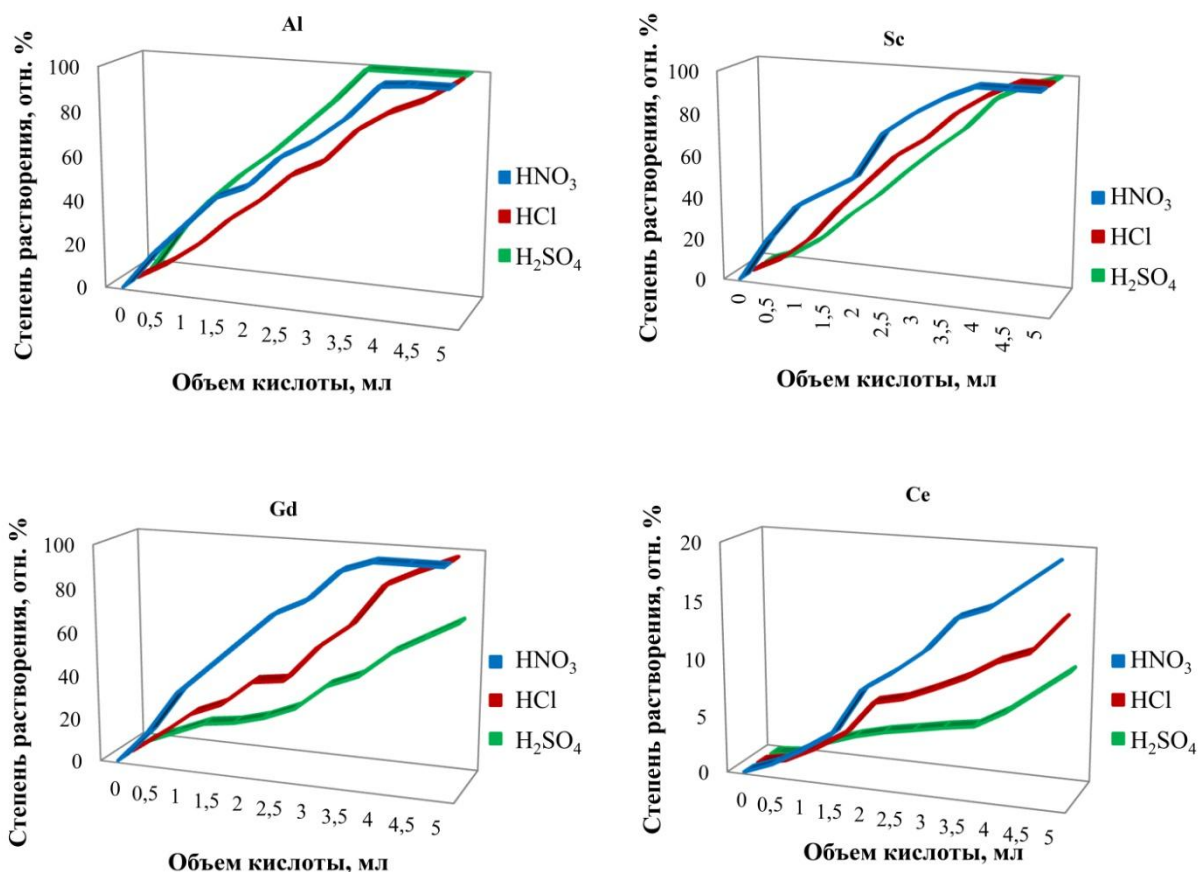 Al
Степень растворения, отн. %
100
80
60
40
20
0
0 0,5 1 1,5 2 2,5 3 3,5 4 4,5 5
Объем кислоты, мл
HNO₃
HCl
H₂SO₄
Sc
Степень растворения, отн. %
100
80
60
40
20
0
0 0,5 1 1,5 2 2,5 3 3,5 4 4,5 5
Объем кислоты, мл
HNO₃
HCl
H₂SO₄
Gd
Степень растворения, отн. %
100
80
60
40
20
0
0 0,5 1 1,5 2 2,5 3 3,5 4 4,5 5
Объем кислоты, мл
HNO₃
HCl
H₂SO₄
Ce
Степень растворения, отн. %
20
15
10
5
0
0 0,5 1 1,5 2 2,5 3 3,5 4 4,5 5
Объем кислоты, мл
HNO₃
HCl
H₂SO₄